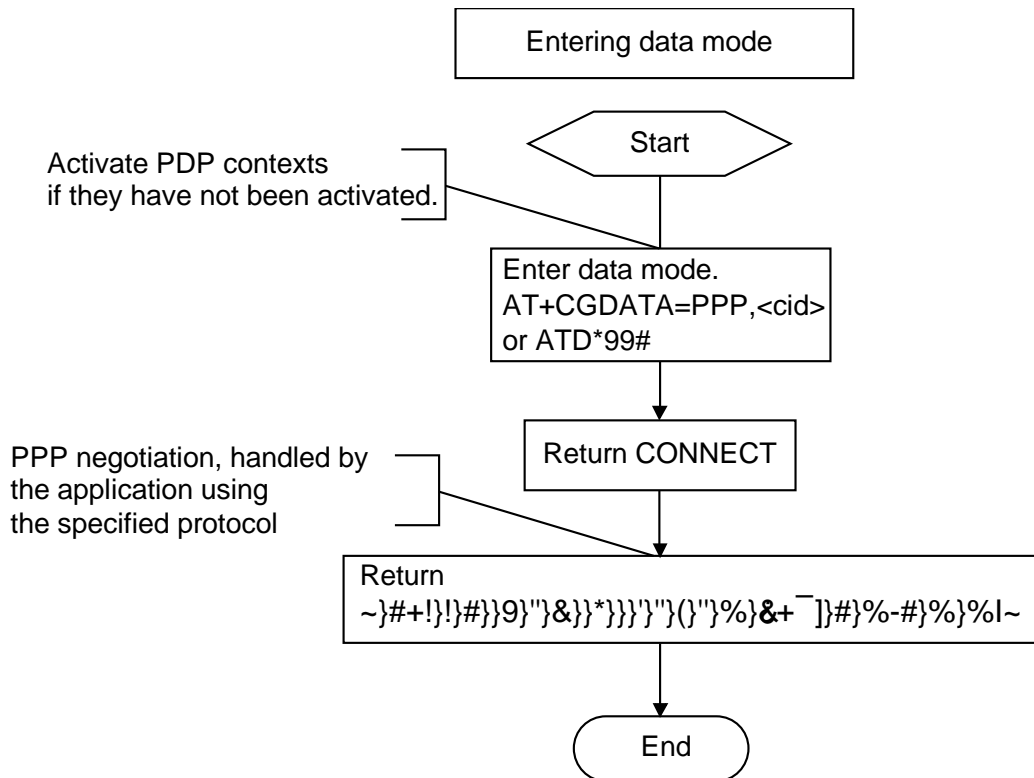 Entering data mode
Start
Activate PDP contexts
if they have not been activated.
Enter data mode.
AT+CGDATA=PPP,<cid>
or ATD*99#
Return CONNECT
PPP negotiation, handled by
the application using
the specified protocol
Return
~}#+!}!}#}}9}"}&}}*}}}'}"}(}"}%}&+¯]}#}%-#}%}%I~
End